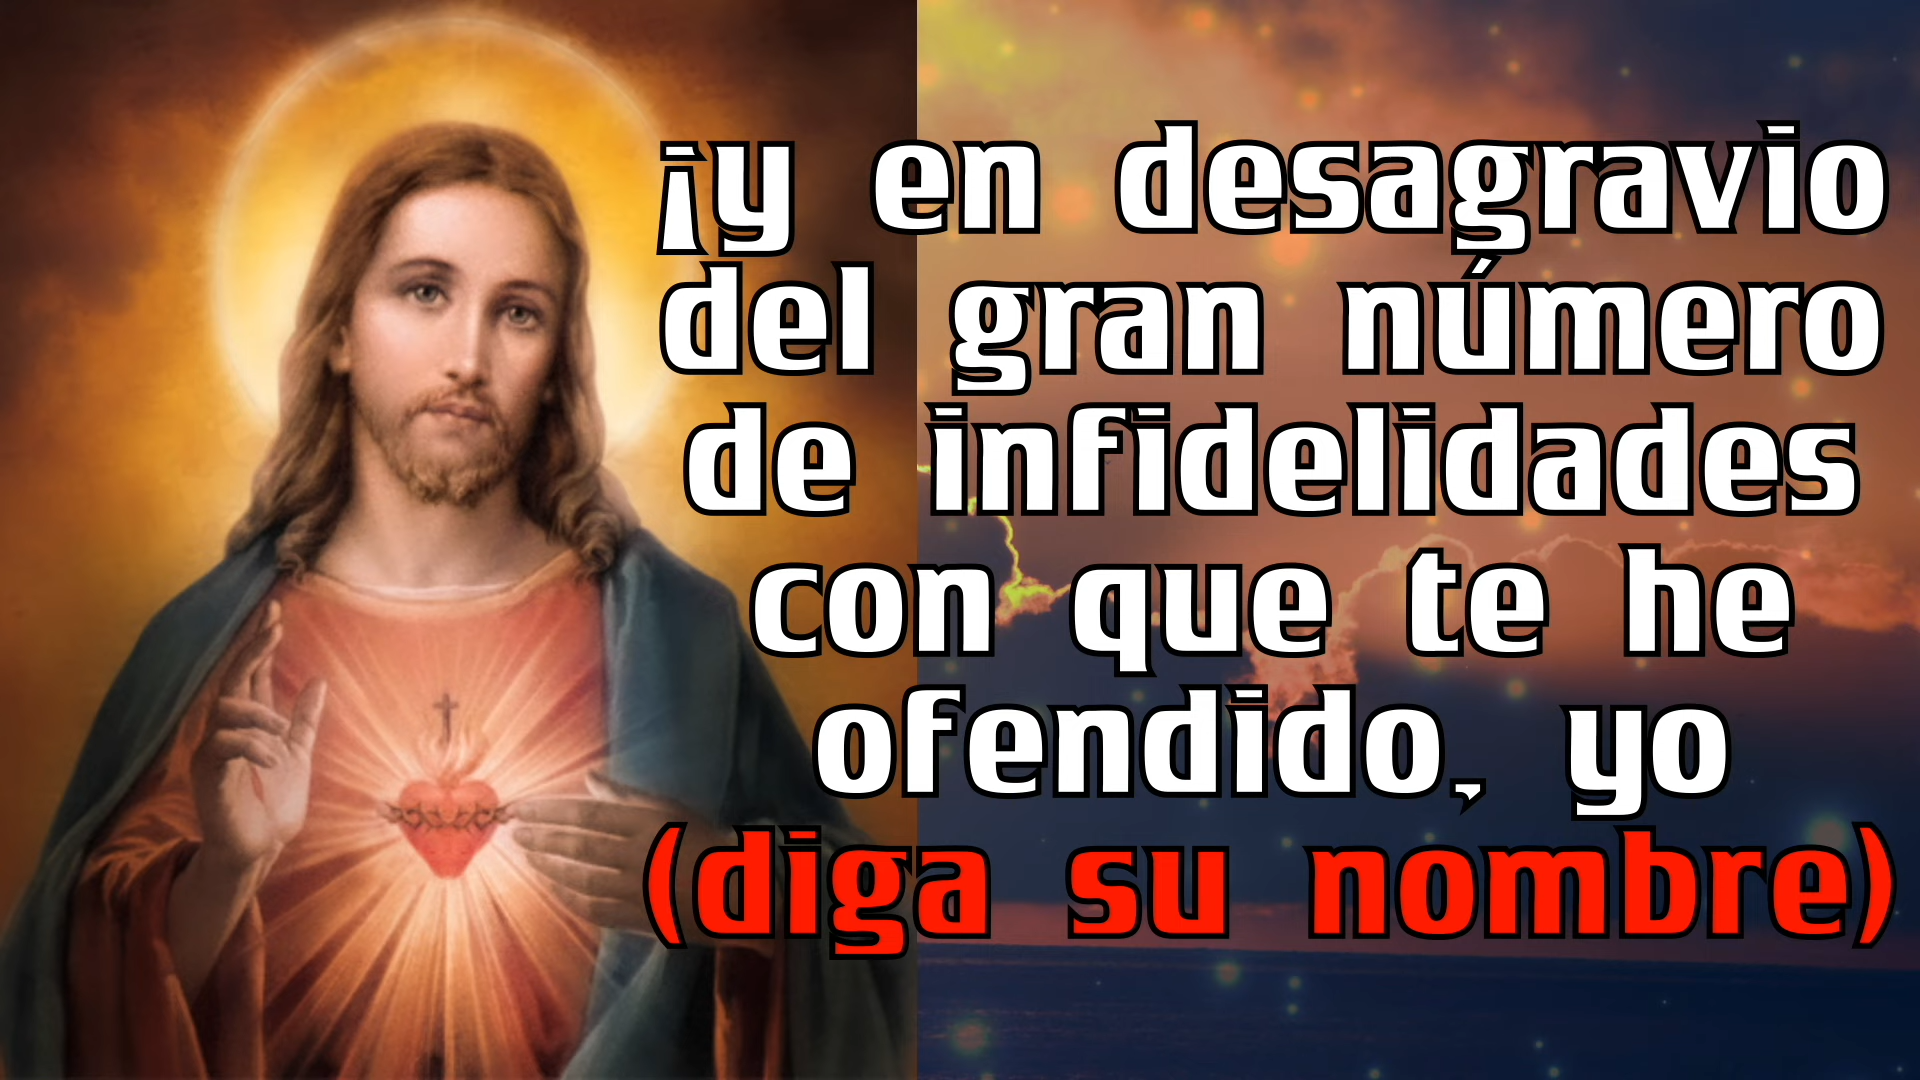 ¡y en desagravio
del gran número
de infidelidades
con que te he
ofendido, yo
(diga su nombre)